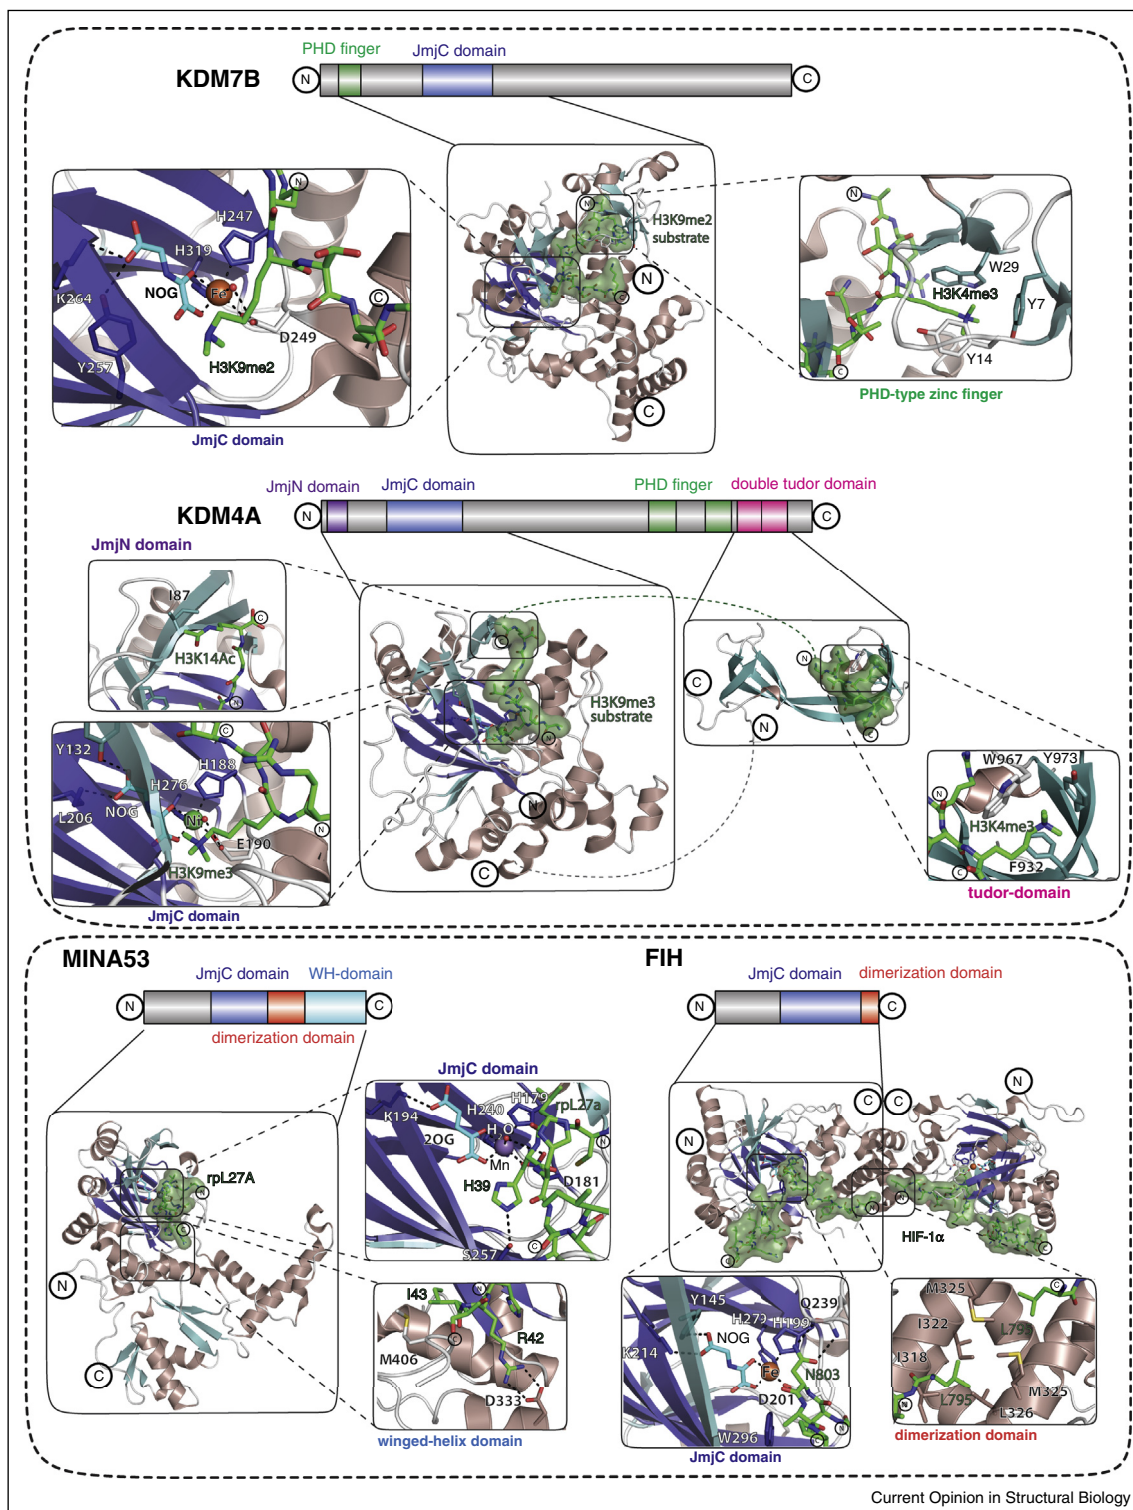 PHD finger
JmjC domain
KDM7B
N
C
H247
N
H319
NOG
Fe
K264
C
D249
H3K9me2
Y257
JmjC domain
N
H3K9me2
substrate
N
C
C
N
W29
H3K4me3
Y7
Y14
C
PHD-type zinc finger
JmjN domain
JmjC domain
PHD finger
double tudor domain
KDM4A
N
C
JmjN domain
I87
C
H3K14Ac
N
C
Y132
H188
H276
NOG
L206
Ni
N
E190
H3K9me3
JmjC domain
C
H3K9me3
substrate
N
N
C
N
C
N
C
W967
Y973
N
H3K4me3
F932
C
tudor-domain
MINA53
JmjC domain
WH-domain
N
C
dimerization domain
JmjC domain
K194
H240
H179
rpL27a
2OG
H2O
N
Mn
H39
D181
C
S257
rpL27A
N
C
N
C
I43
N
C
R42
M406
D333
winged-helix domain
FIH
JmjC domain
dimerization domain
N
C
N
C
C
N
N
N
HIF-1α
C
C
Y145
Q239
H279
H199
NOG
K214
Fe
N803
D201
W296
N
C
JmjC domain
M325
C
I322
L795
I318
M325
N
L795'
L326
dimerization domain
Current Opinion in Structural Biology